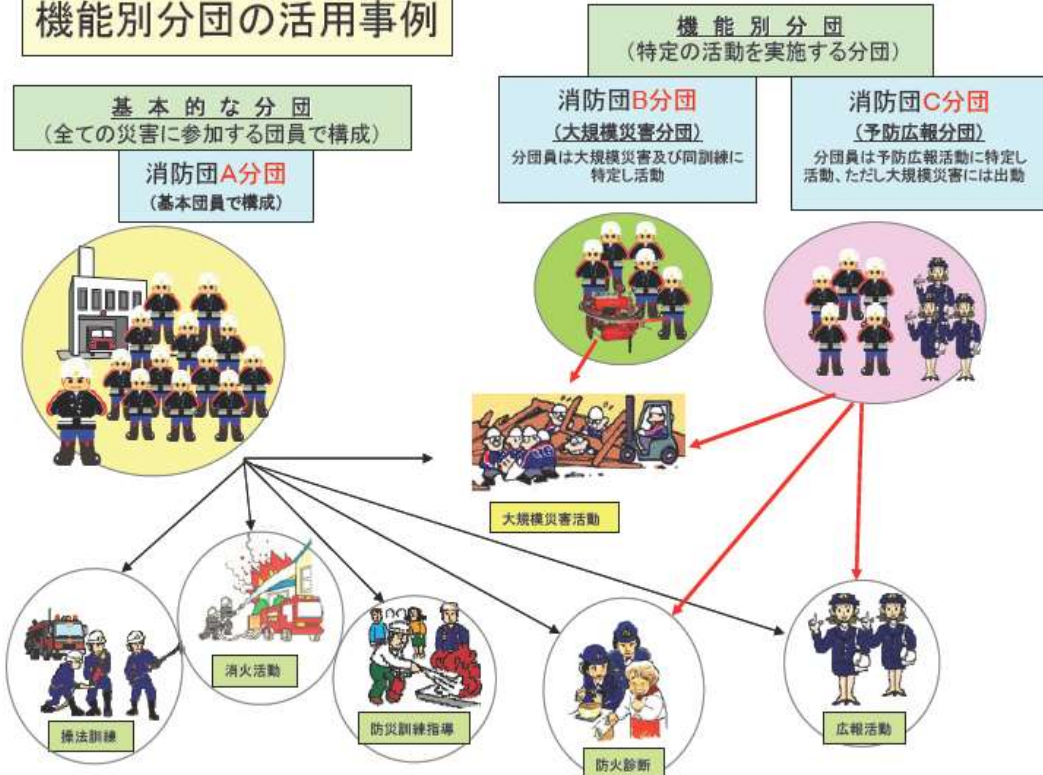 機能別分団の活用事例
機能別分団
(特定の活動を実施する分団)
基本的な分団
(全ての災害に参加する団員で構成)
消防団A分団
(基本団員で構成)
消防団B分団
(大規模災害分団)
分団員は大規模災害及び同訓練に
特定し活動
消防団C分団
(予防広報分団)
分団員は予防広報活動に特定し
活動、ただし大規模災害には出動
大規模災害活動
操法訓練
消火活動
防災訓練指導
防火診断
広報活動